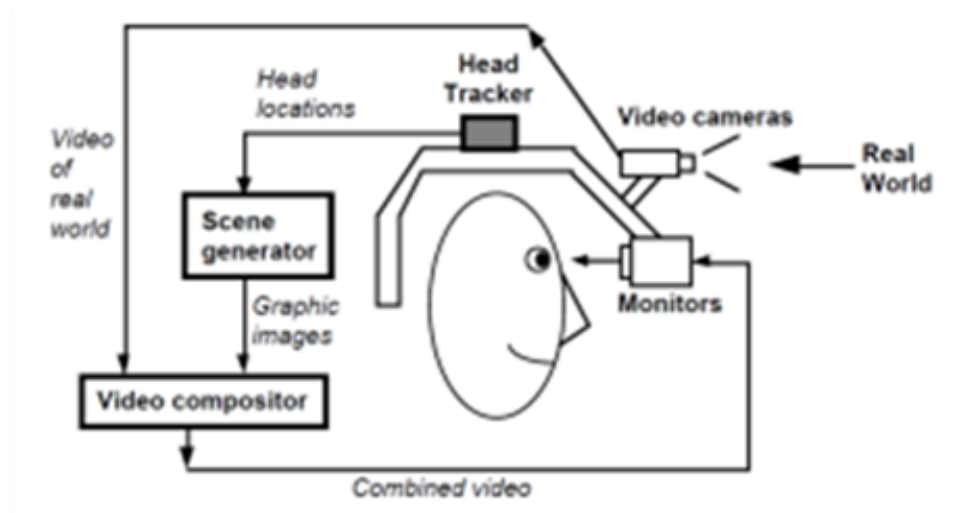 Head
Tracker
Head
locations
Video cameras
Real
World
Video
of
real
world
Scene
generator
Monitors
Graphic
images
Video compositor
Combined video